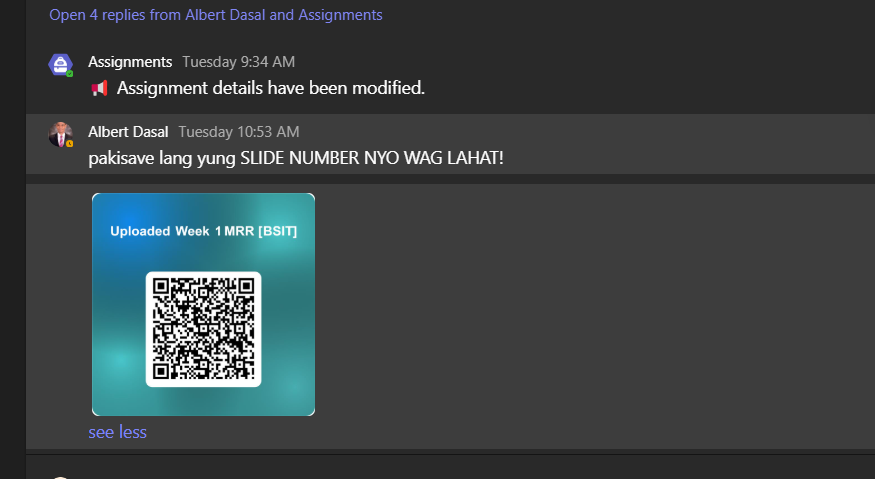 Open 4 replies from Albert Dasal and Assignments
Assignments Tuesday 9:34 AM
Assignment details have been modified.
Albert Dasal Tuesday 10:53 AM
pakisave lang yung SLIDE NUMBER NYO WAG LAHAT!
Uploaded Week 1 MRR [BSIT]
see less